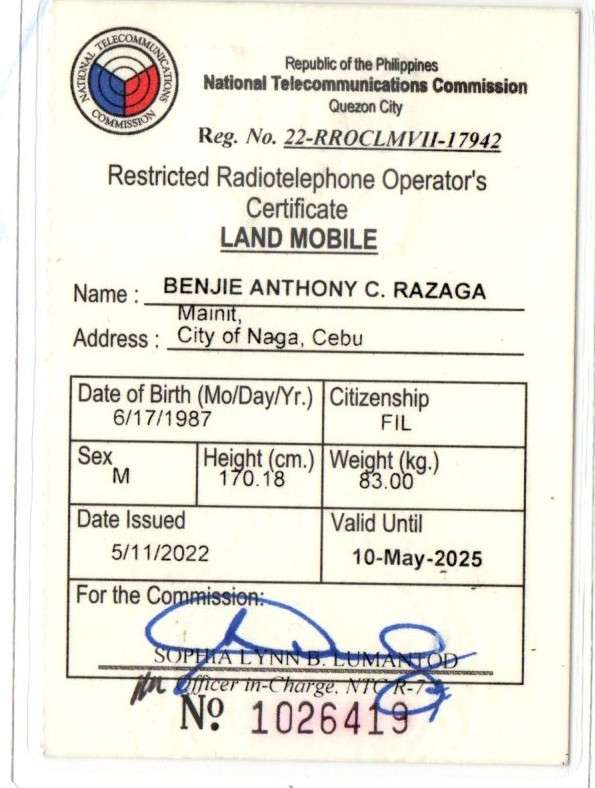 NATIONAL TELECOMMUNICATIONS COMMISSION
Republic of the Philippines
National Telecommunications Commission
Quezon City
Reg. No. 22-RROCLMVII-17942
Restricted Radiotelephone Operator's
Certificate
LAND MOBILE
Name : BENJIE ANTHONY C. RAZAGA
Mainit,
Address : City of Naga, Cebu
Date of Birth (Mo/Day/Yr.) Citizenship
6/17/1987 FIL
Sex Height (cm.) Weight (kg.)
M 170.18 83.00
Date Issued Valid Until
5/11/2022 10-May-2025
For the Commission:
SOPHIA LYNN B. LUMANTOD
Officer in-Charge, NTC R-7
Nº 1026419